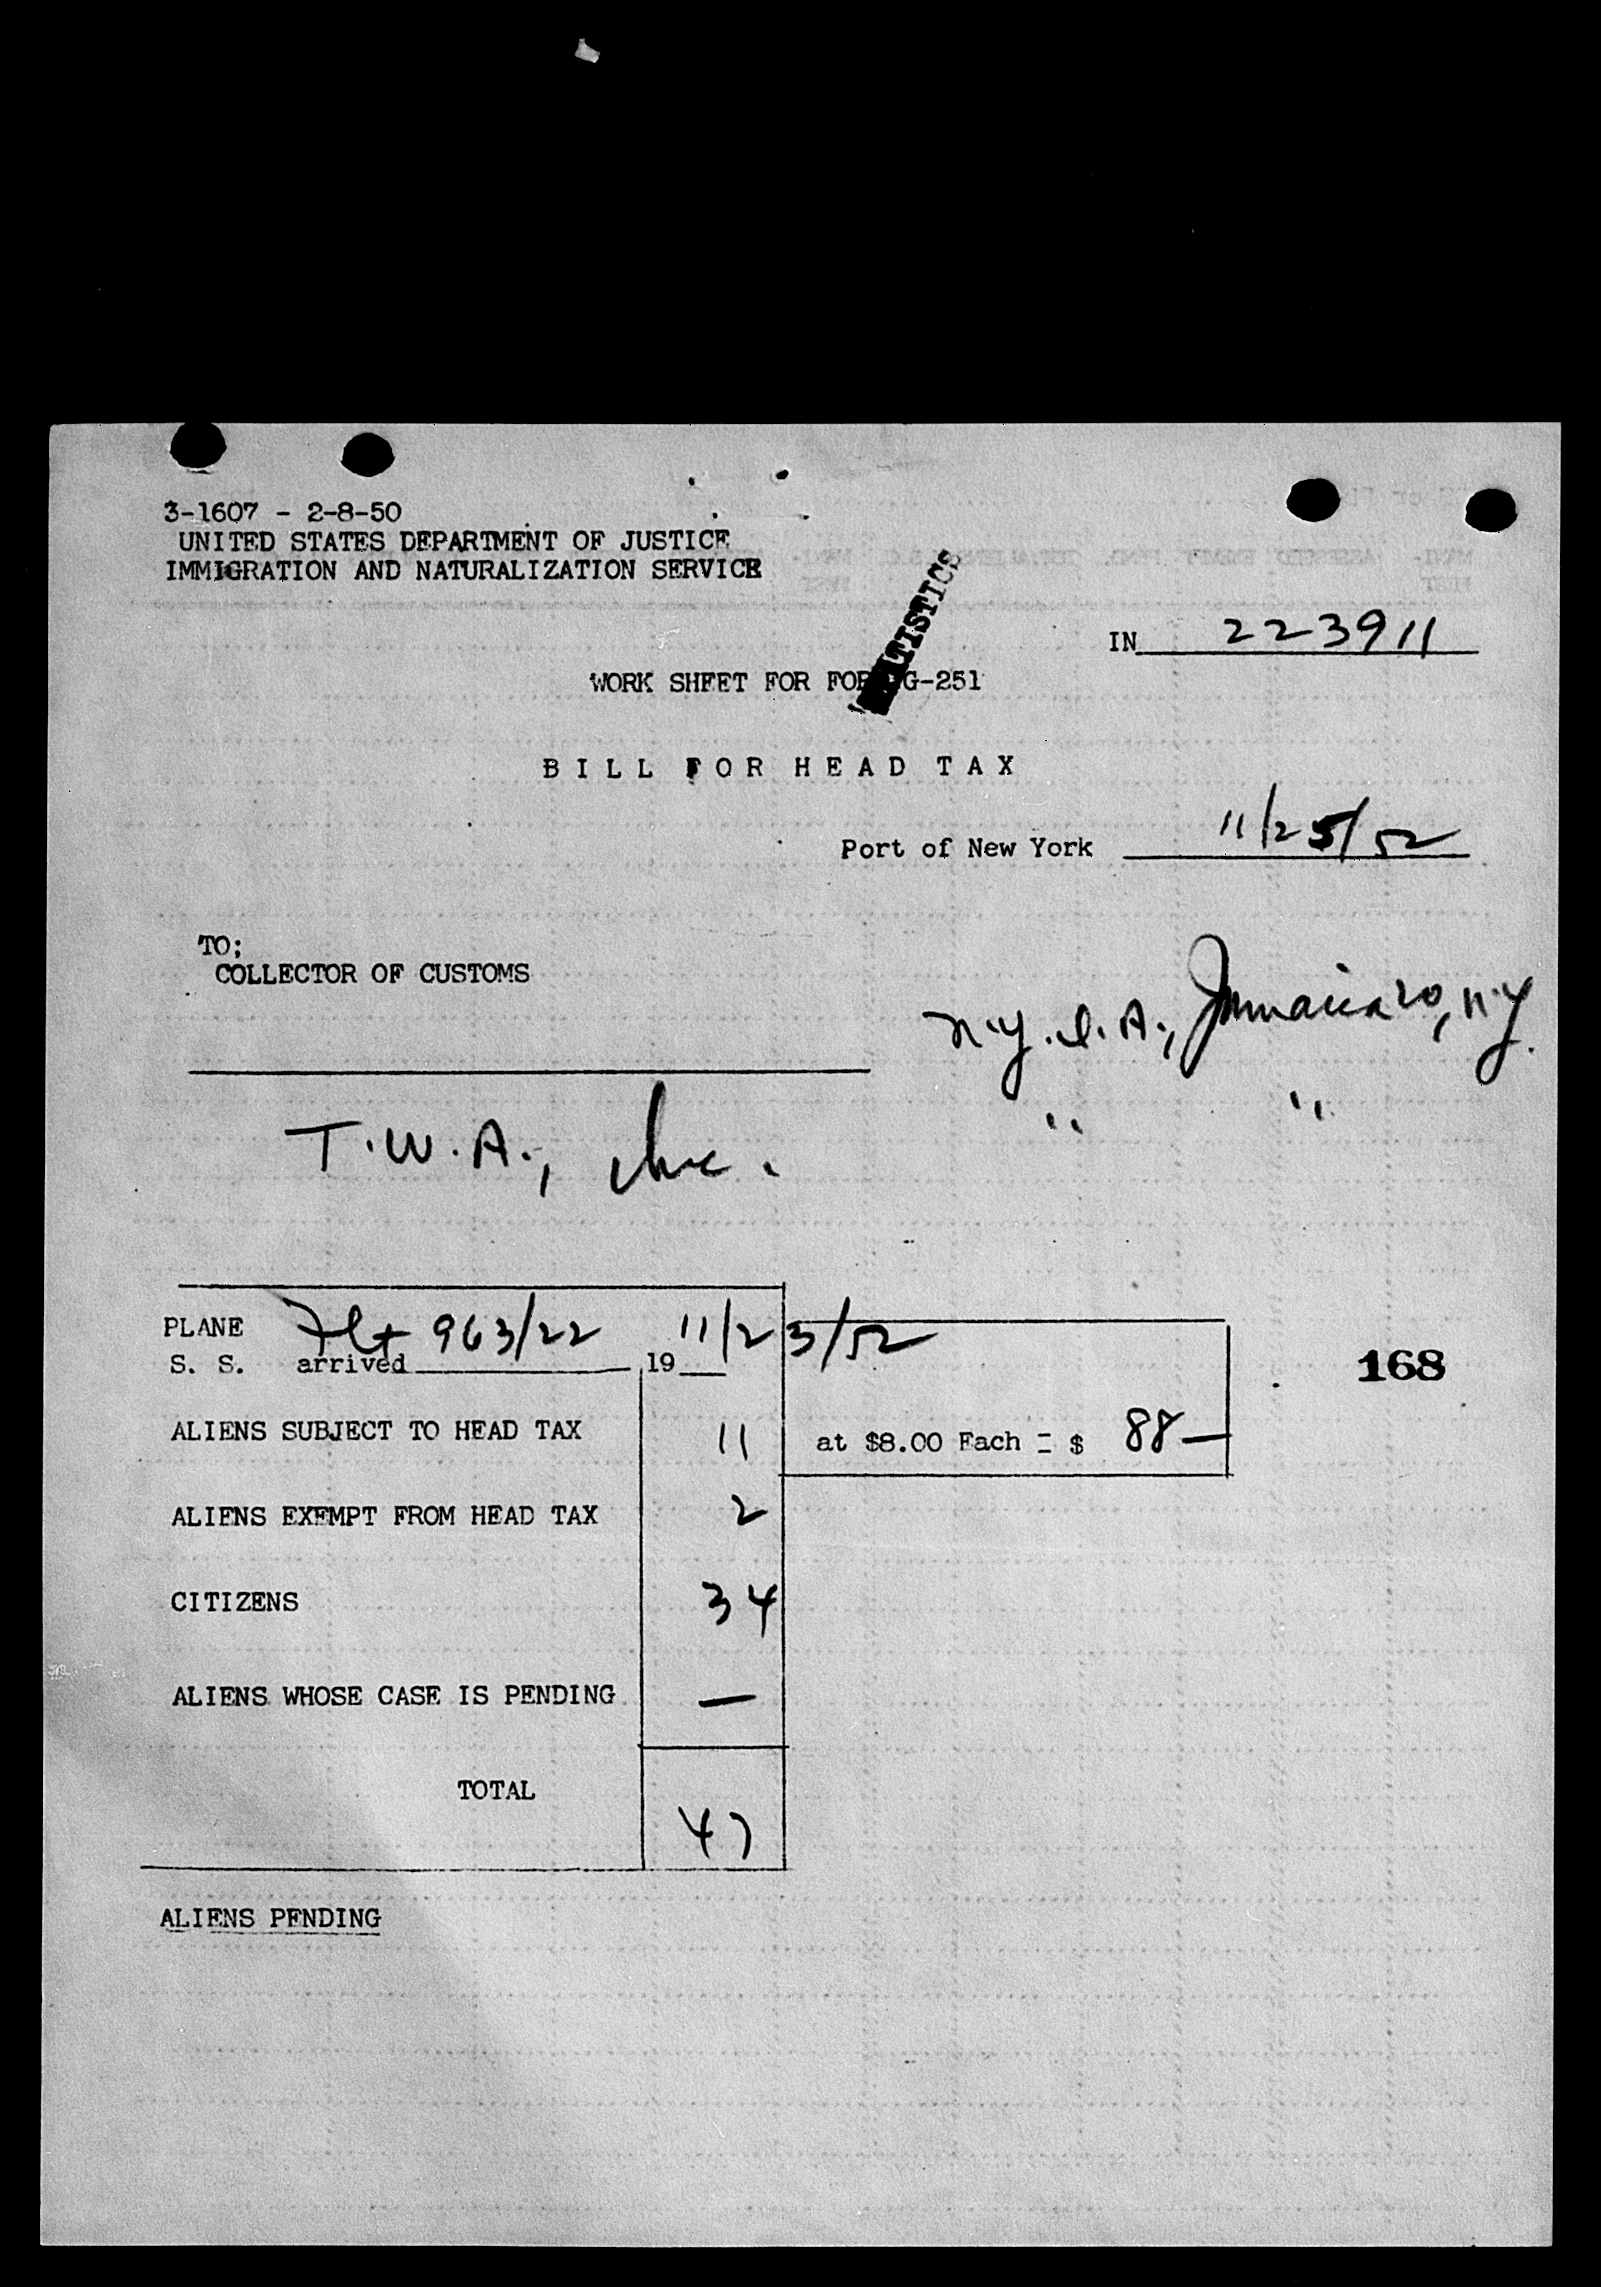 3-1607 - 2-8-50
UNITED STATES DEPARTMENT OF JUSTICE
IMMIGRATION AND NATURALIZATION SERVICE
STATISTICS
IN 223911
WORK SHEET FOR FORM G-251
BILL FOR HEAD TAX
Port of New York 11/25/52
TO;
COLLECTOR OF CUSTOMS
N.Y.I.A., Jamaica 20, N.Y.
" "
T.W.A., Inc.
PLANE Flt 963/22 11/23/52
S. S. arrived 19
168
ALIENS SUBJECT TO HEAD TAX 11 at $8.00 Each = $ 88—
ALIENS EXEMPT FROM HEAD TAX 2
CITIZENS 34
ALIENS WHOSE CASE IS PENDING —
TOTAL 47
ALIENS PENDING